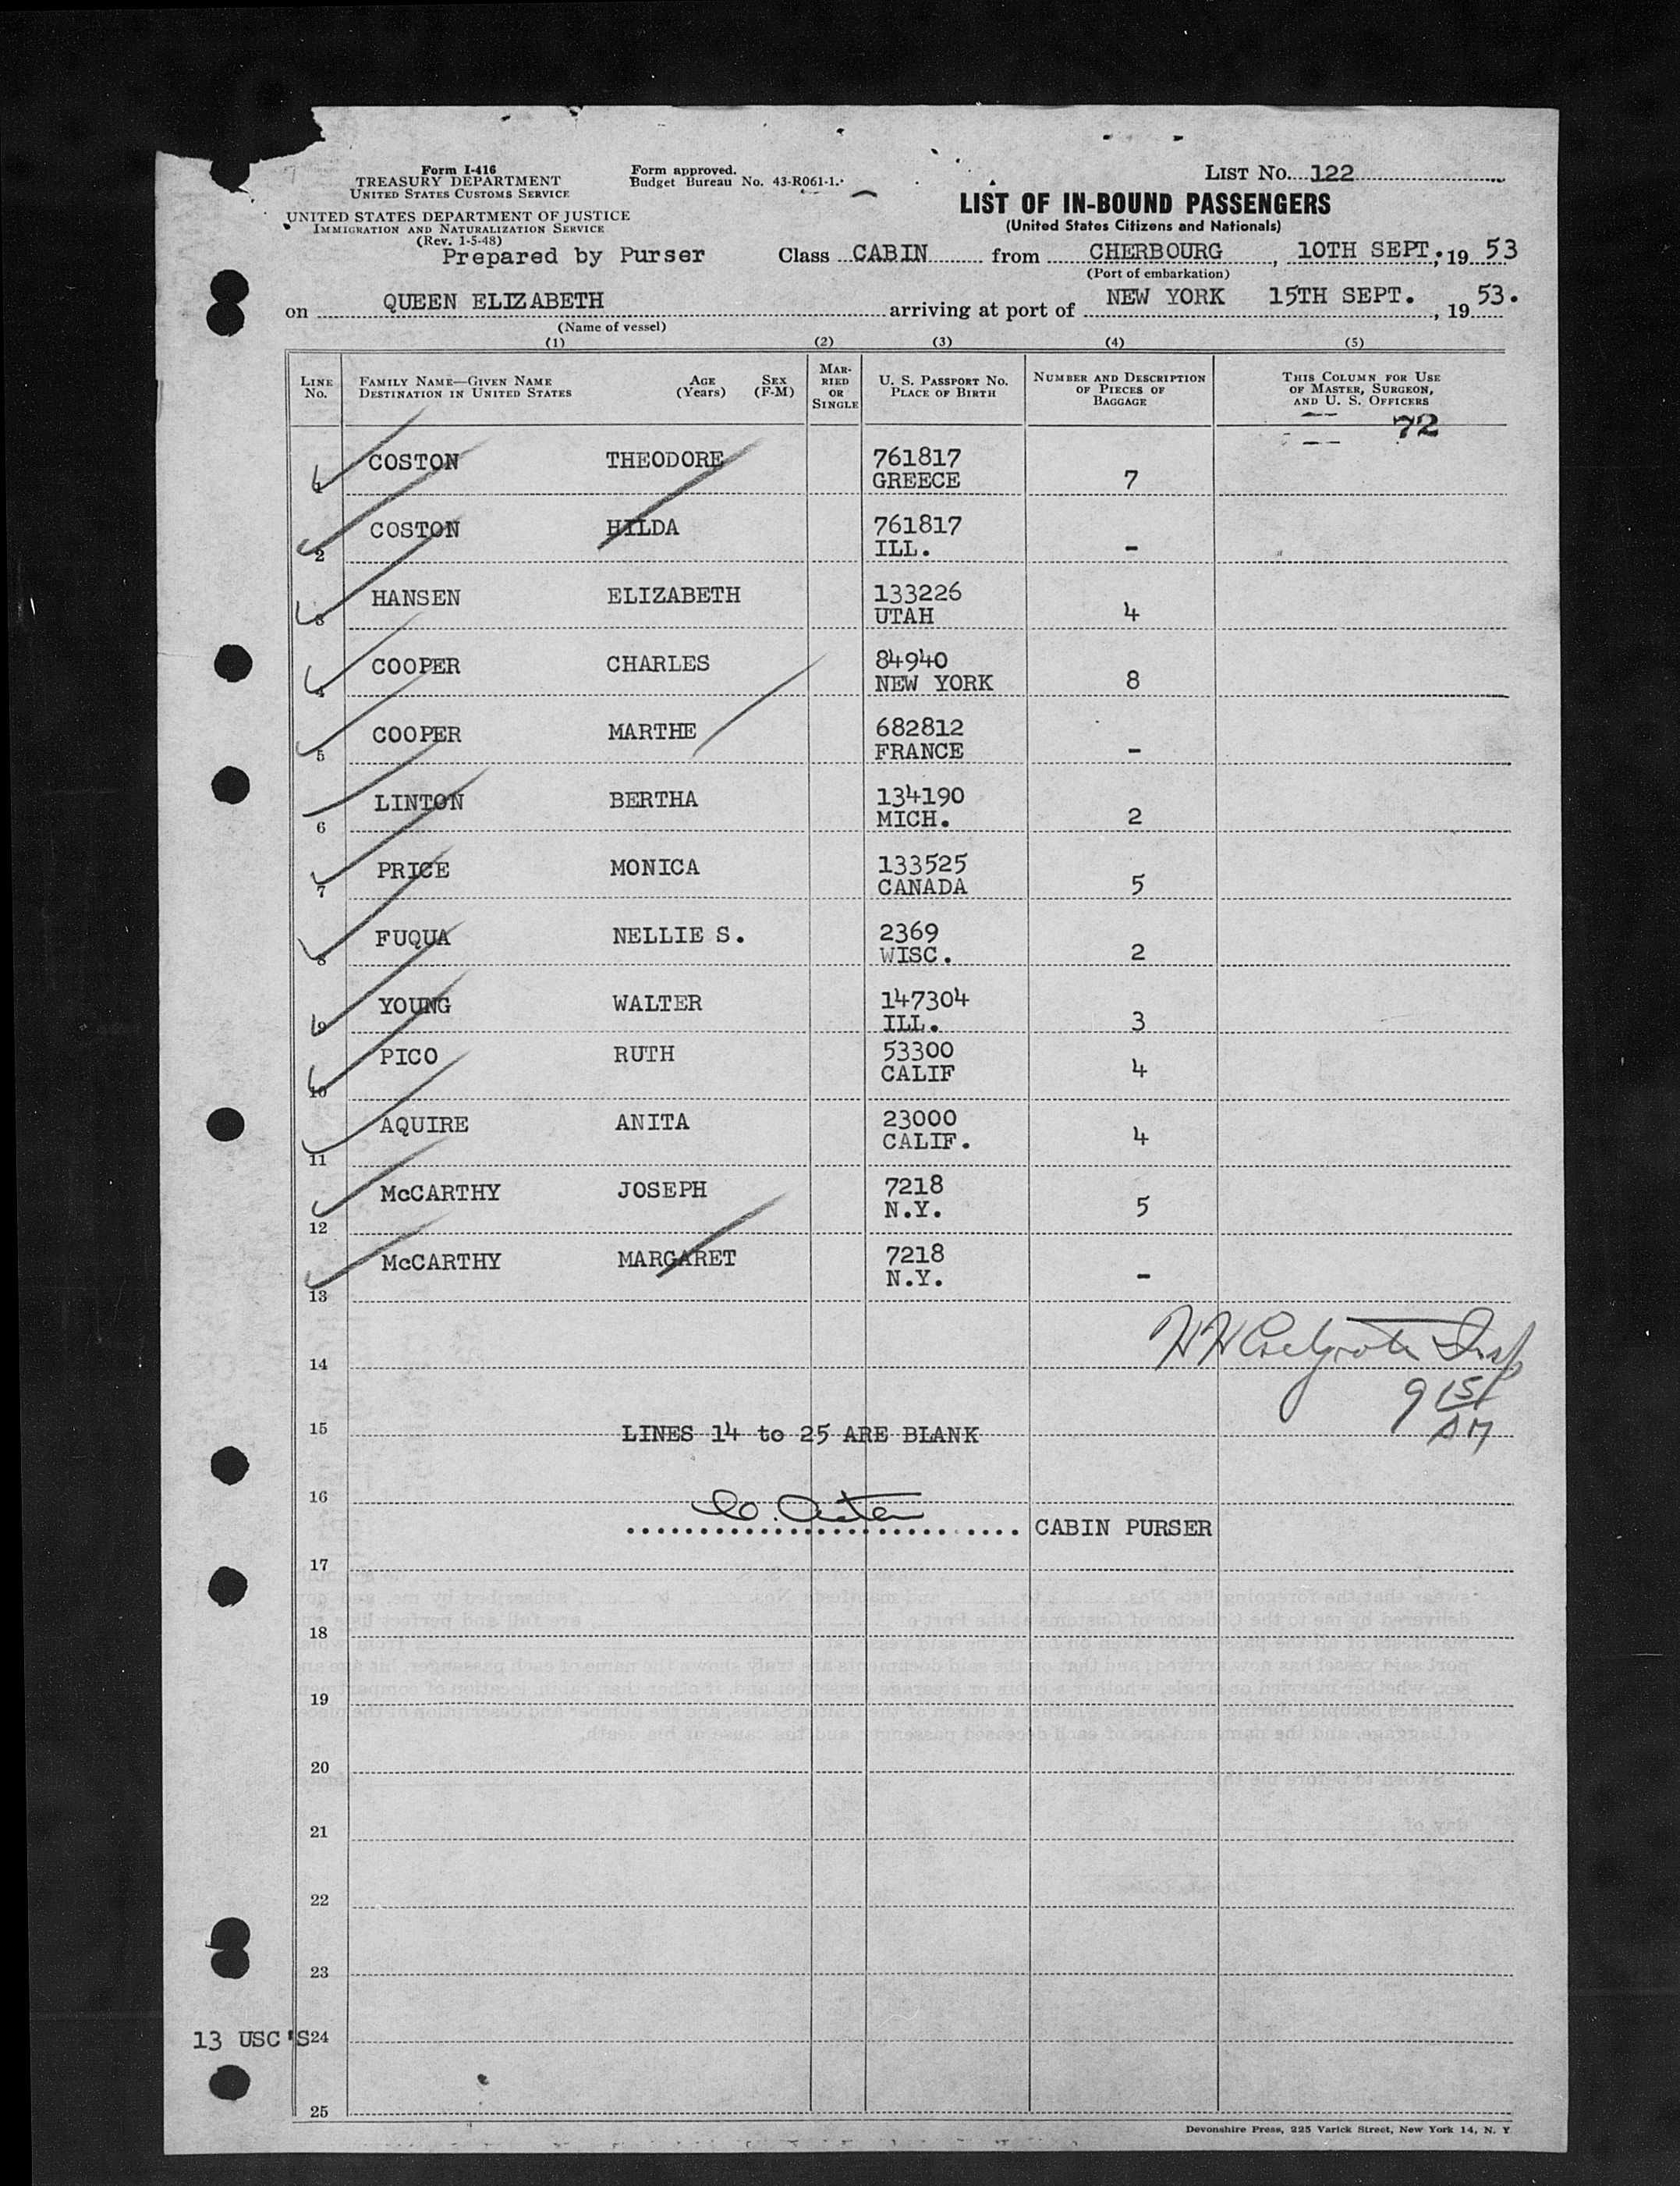 Form I-416
TREASURY DEPARTMENT
UNITED STATES CUSTOMS SERVICE
UNITED STATES DEPARTMENT OF JUSTICE
IMMIGRATION AND NATURALIZATION SERVICE
(Rev. 1-5-48)
Form approved.
Budget Bureau No. 43-R061-1.
LIST No. 122
LIST OF IN-BOUND PASSENGERS
(United States Citizens and Nationals)
Prepared by Purser Class CABIN from CHERBOURG, 10TH SEPT., 19 53
(Port of embarkation)
on QUEEN ELIZABETH arriving at port of NEW YORK 15TH SEPT., 19 53.
(Name of vessel)
(1) (2) (3) (4) (5)
LINE No. FAMILY NAME—GIVEN NAME DESTINATION IN UNITED STATES AGE (Years) SEX (F-M) MARRIED OR SINGLE U. S. PASSPORT NO. PLACE OF BIRTH NUMBER AND DESCRIPTION OF PIECES OF BAGGAGE THIS COLUMN FOR USE OF MASTER, SURGEON, AND U. S. OFFICERS
72
1 COSTON THEODORE 761817
GREECE 7
2 COSTON HILDA 761817
ILL. -
3 HANSEN ELIZABETH 133226
UTAH 4
4 COOPER CHARLES 84940
NEW YORK 8
5 COOPER MARTHE 682812
FRANCE -
6 LINTON BERTHA 134190
MICH. 2
7 PRICE MONICA 133525
CANADA 5
8 FUQUA NELLIE S. 2369
WISC. 2
9 YOUNG WALTER 147304
ILL. 3
10 PICO RUTH 53300
CALIF 4
11 AQUIRE ANITA 23000
CALIF. 4
12 McCARTHY JOSEPH 7218
N.Y. 5
13 McCARTHY MARGARET 7218
N.Y. -
14
Insp
9 15
AM
15 LINES 14 to 25 ARE BLANK
16
CABIN PURSER
17
18
19
20
21
22
23
13 USC'S 24
25
Devonshire Press, 225 Varick Street, New York 14, N. Y.